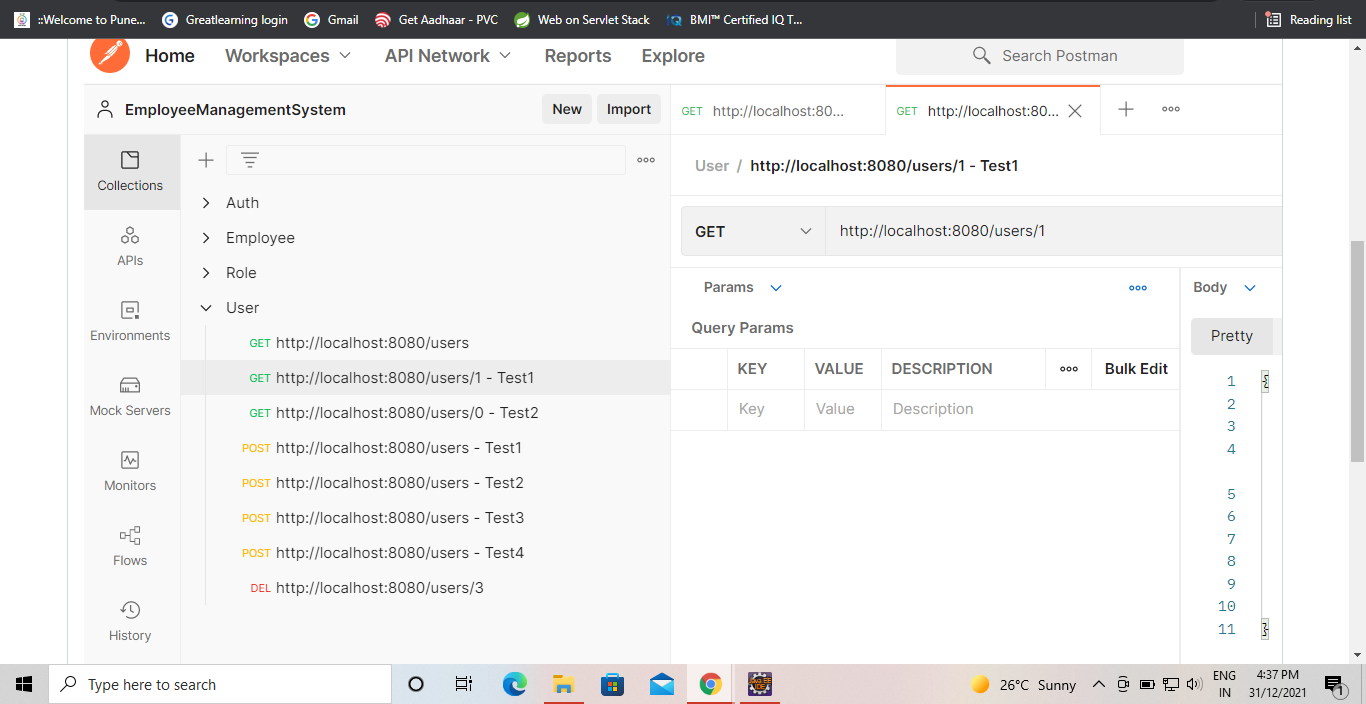 ::Welcome to Pune... Greatlearning login Gmail Get Aadhaar - PVC Web on Servlet Stack BMI™ Certified IQ T... Reading list
Home Workspaces API Network Reports Explore Search Postman
EmployeeManagementSystem New Import GET http://localhost:80... GET http://localhost:80...
Collections
User / http://localhost:8080/users/1 - Test1
Auth
GET http://localhost:8080/users/1
Employee
APIs
Role
Params Body
User
Query Params Pretty
Environments
GET http://localhost:8080/users
KEY VALUE DESCRIPTION Bulk Edit
GET http://localhost:8080/users/1 - Test1
Key Value Description
GET http://localhost:8080/users/0 - Test2
Mock Servers
POST http://localhost:8080/users - Test1
POST http://localhost:8080/users - Test2
Monitors
POST http://localhost:8080/users - Test3
POST http://localhost:8080/users - Test4
Flows
DEL http://localhost:8080/users/3
History
1 {
2
3
4
5
6
7
8
9
10
11 }
Type here to search 26°C Sunny ENG 4:37 PM
IN 31/12/2021 1